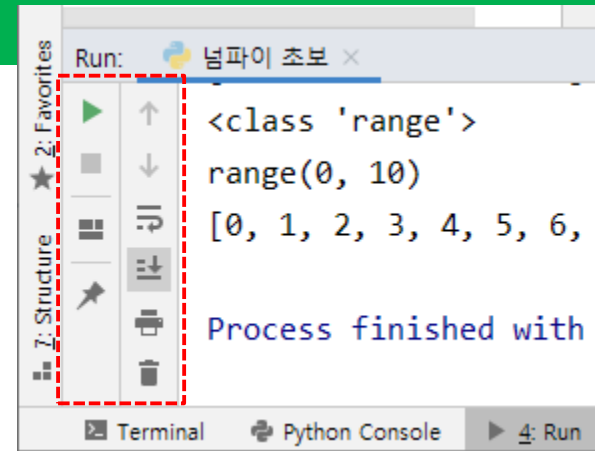 2: Favorites
7: Structure
Run: 넘파이 초보
<class 'range'>
range(0, 10)
[0, 1, 2, 3, 4, 5, 6,
Process finished with
Terminal
Python Console
4: Run